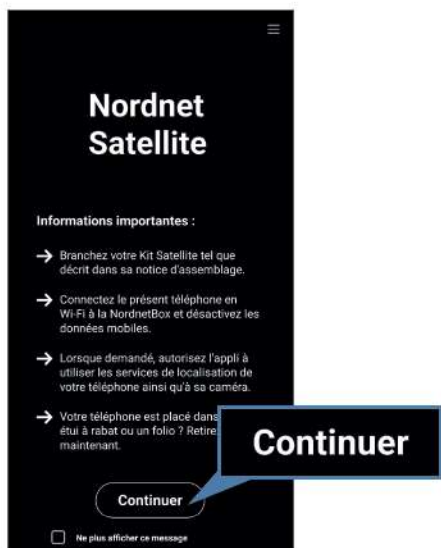 Nordnet
Satellite
Informations importantes :
→ Branchez votre Kit Satellite tel que
décrit dans sa notice d'assemblage.
→ Connectez le présent téléphone en
Wi-Fi à la NordnetBox et désactivez les
données mobiles.
→ Lorsque demandé, autorisez l'appli à
utiliser les services de localisation de
votre téléphone ainsi qu'à sa caméra.
→ Votre téléphone est placé dans
étui à rabat ou un folio ? Retire
maintenant.
Continuer
Continuer
Ne plus afficher ce message